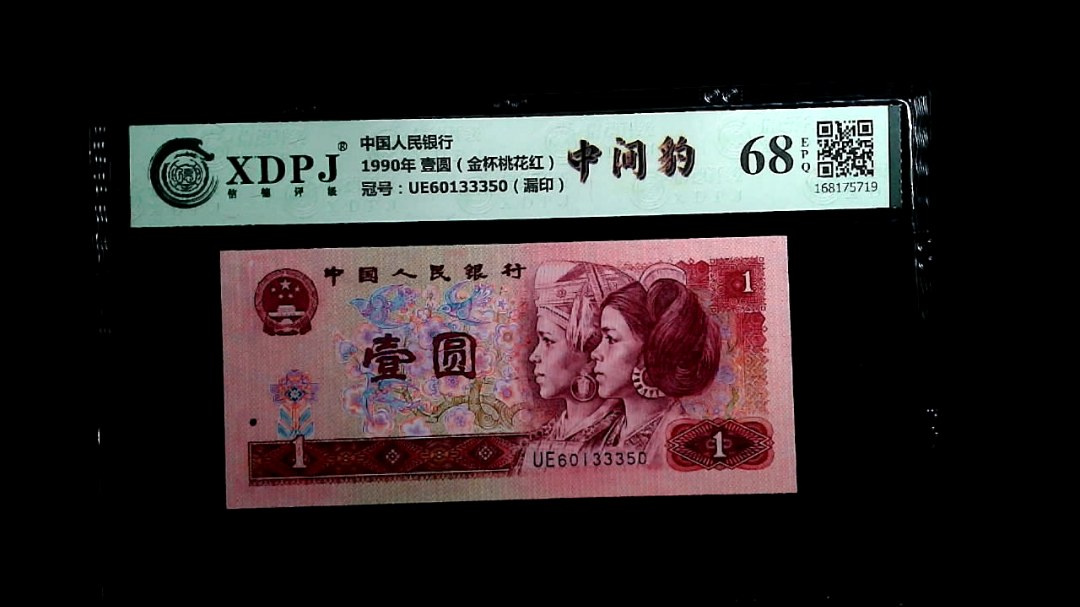 XDPJ®
信德评级
中国人民银行
1990年 壹圆（金杯桃花红）
冠号：UE60133350（漏印）
中间豹
68 EPQ
168175719
中国人民银行
1
壹圆
1
UE60133350
1